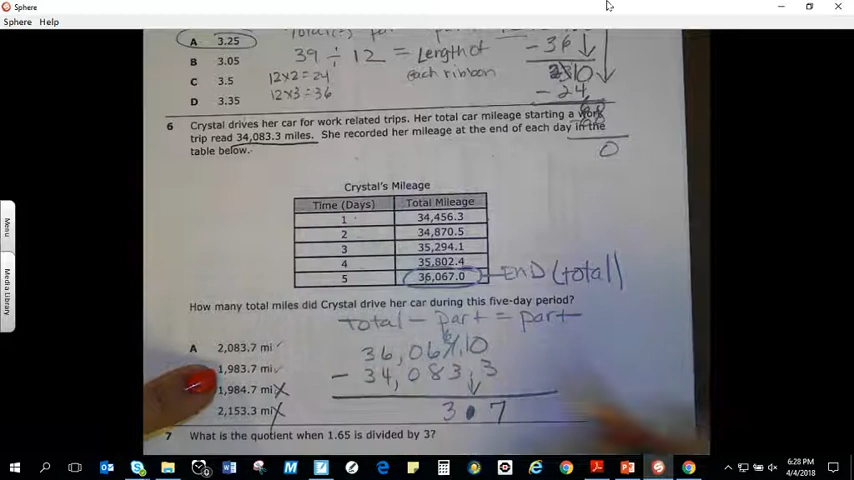 Sphere
Sphere Help
A 3.25
B 3.05
C 3.5
D 3.35
39 ÷ 12 = Length of
each ribbon
12x2=24
12x3=36
- 36
- 24
0
6 Crystal drives her car for work related trips. Her total car mileage starting a work
trip read 34,083.3 miles. She recorded her mileage at the end of each day in the
table below.
Crystal's Mileage
Time (Days) Total Mileage
1 34,456.3
2 34,870.5
3 35,294.1
4 35,802.4
5 36,067.0
END (total)
How many total miles did Crystal drive her car during this five-day period?
total - part = part
A 2,083.7 mi
1,983.7 mi
1,984.7 mi X
2,153.3 mi X
36,067.10
- 34,083.3
3.7
7 What is the quotient when 1.65 is divided by 3?
Menu
Media Library
6:28 PM
4/4/2018